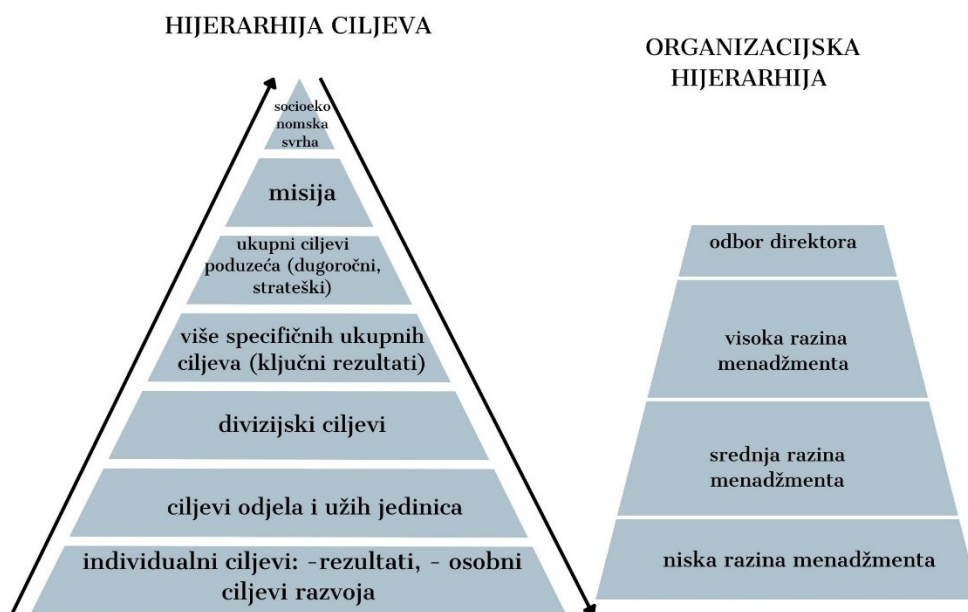 HIJERARHIJA CILJEVA
socioeko
nomska
svrha
misija
ukupni ciljevi
poduzeća (dugoročni,
strateški)
više specifičnih ukupnih
ciljeva (ključni rezultati)
divizijski ciljevi
ciljevi odjela i užih jedinica
individualni ciljevi: -rezultati, - osobni
ciljevi razvoja
ORGANIZACIJSKA
HIJERARHIJA
odbor direktora
visoka razina
menadžmenta
srednja razina
menadžmenta
niska razina menadžmenta